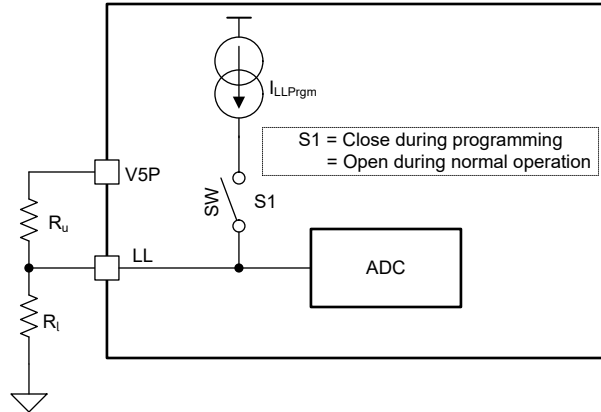 I_LLPrgm
S1 = Close during programming
= Open during normal operation
V5P
SW
S1
R_u
LL
ADC
R_l